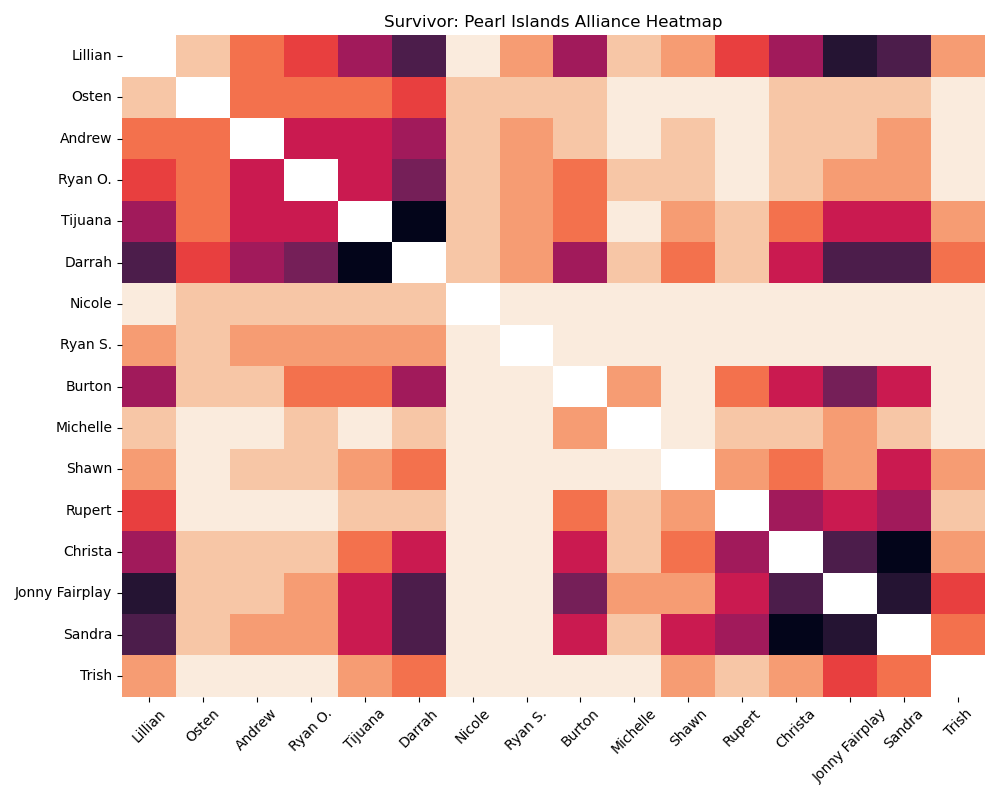 Survivor: Pearl Islands Alliance Heatmap
Lillian
Osten
Andrew
Ryan O.
Tijuana
Darrah
Nicole
Ryan S.
Burton
Michelle
Shawn
Rupert
Christa
Jonny Fairplay
Sandra
Trish
Lillian
Osten
Andrew
Ryan O.
Tijuana
Darrah
Nicole
Ryan S.
Burton
Michelle
Shawn
Rupert
Christa
Jonny Fairplay
Sandra
Trish